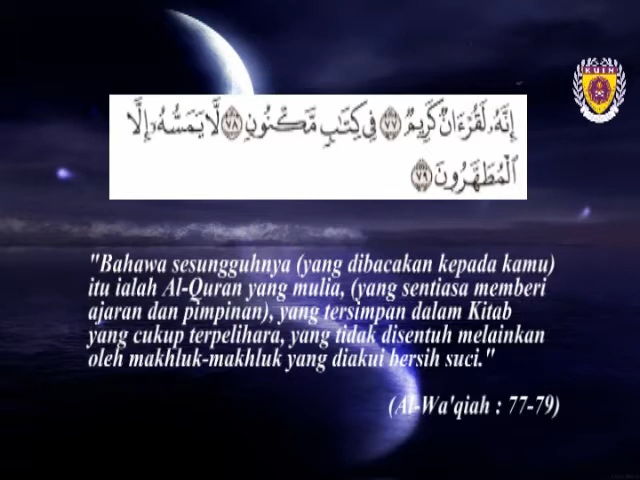 KUIN
إِنَّهُۥ لَقُرْءَانٌ كَرِيمٌ ٧٧ فِى كِتَٰبٍ مَّكْنُونٍ ٧٨ لَّا يَمَسُّهُۥٓ إِلَّا
ٱلْمُطَهَّرُونَ ٧٩
"Bahawa sesungguhnya (yang dibacakan kepada kamu)
itu ialah Al-Quran yang mulia, (yang sentiasa memberi
ajaran dan pimpinan), yang tersimpan dalam Kitab
yang cukup terpelihara, yang tidak disentuh melainkan
oleh makhluk-makhluk yang diakui bersih suci."
(Al-Wa'qiah : 77-79)